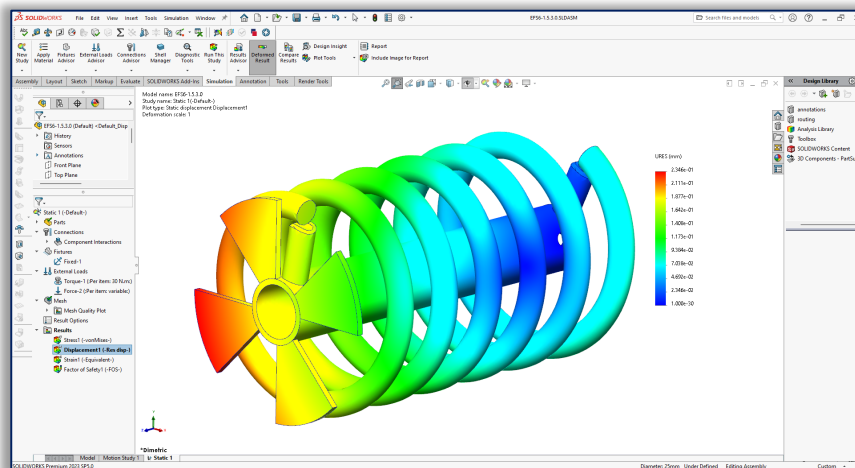 SOLIDWORKS File Edit View Insert Tools Simulation Window EFS6-1.5.3.0.SLDASM Search files and models
New Study Apply Material Fixtures Advisor External Loads Advisor Connections Advisor Shell Manager Diagnostic Tools Run This Study Results Advisor Deformed Result Compare Results Design Insight Report
Plot Tools Include Image for Report
Assembly Layout Sketch Markup Evaluate SOLIDWORKS Add-Ins Simulation Annotation Tools Render Tools
Design Library
Model name: EFS6-1.5.3.0
Study name: Static 1(-Default-)
Plot type: Static displacement Displacement1
Deformation scale: 1
EFS6-1.5.3.0 (Default) <Default_Disp
History
Sensors
Annotations
Front Plane
Top Plane
Static 1 (-Default-)
Parts
Connections
Component Interactions
Fixtures
Fixed-1
External Loads
Torque-1 (:Per item: 30 N.m:)
Force-2 (:Per item: variable:)
Mesh
Mesh Quality Plot
Result Options
Results
Stress1 (-vonMises-)
Displacement1 (-Res disp-)
Strain1 (-Equivalent-)
Factor of Safety1 (-FOS-)
URES (mm)
2.346e-01
2.111e-01
1.877e-01
1.642e-01
1.408e-01
1.173e-01
9.384e-02
7.038e-02
4.692e-02
2.346e-02
1.000e-30
annotations
routing
Analysis Library
Toolbox
SOLIDWORKS Content
3D Components - PartSu
*Dimetric
Model Motion Study 1 Static 1
SOLIDWORKS Premium 2023 SP5.0 Diameter: 25mm Under Defined Editing Assembly Custom